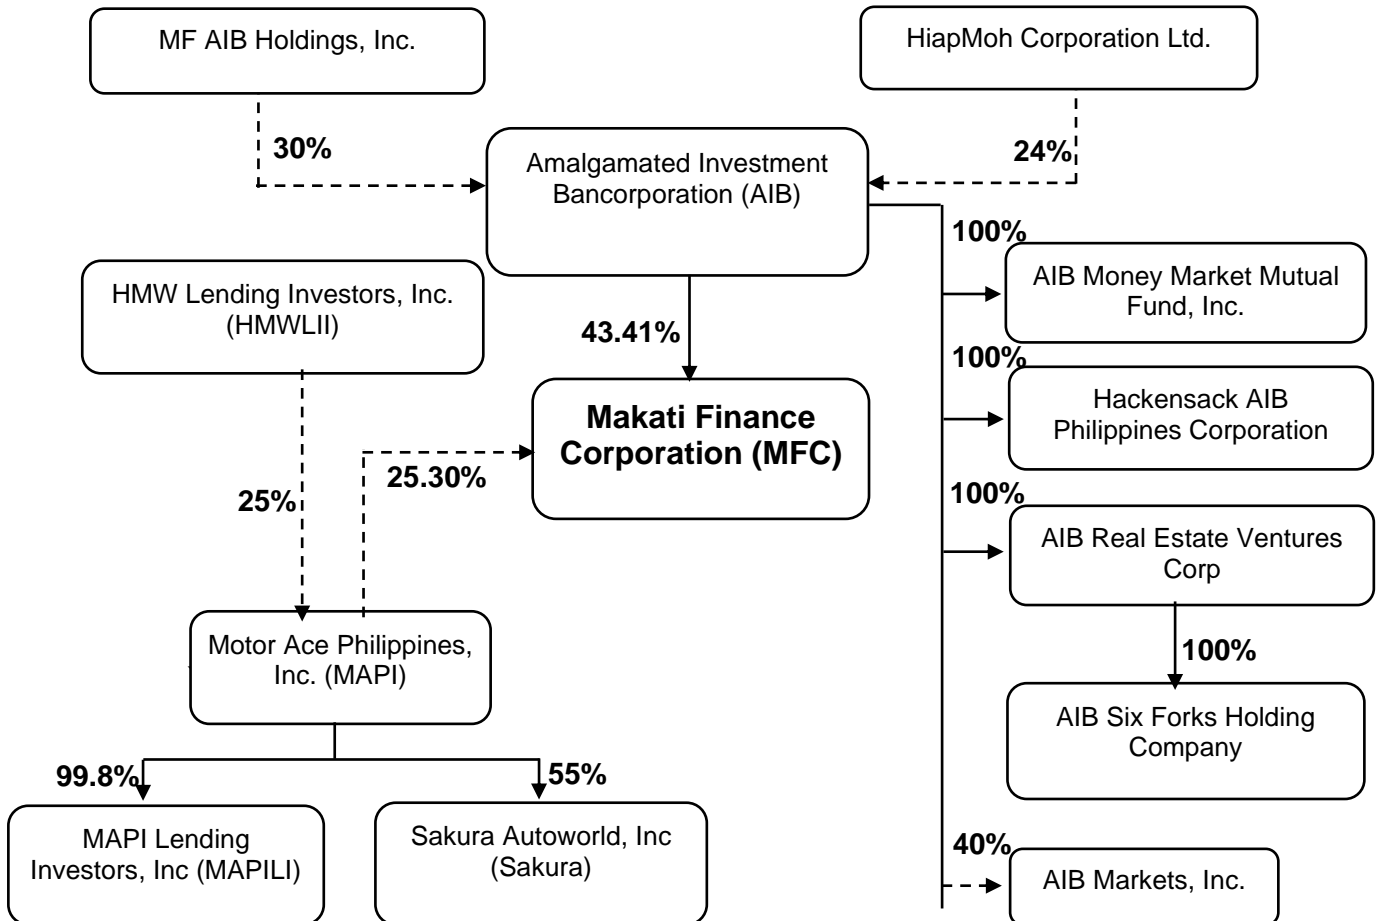 MF AIB Holdings, Inc.
HiapMoh Corporation Ltd.
30%
24%
Amalgamated Investment
Bancorporation (AIB)
100%
AIB Money Market Mutual
Fund, Inc.
HMW Lending Investors, Inc.
(HMWLII)
43.41%
100%
Hackensack AIB
Philippines Corporation
Makati Finance
Corporation (MFC)
25.30%
25%
100%
AIB Real Estate Ventures
Corp
Motor Ace Philippines,
Inc. (MAPI)
100%
AIB Six Forks Holding
Company
99.8%
55%
MAPI Lending
Investors, Inc (MAPILI)
Sakura Autoworld, Inc
(Sakura)
40%
AIB Markets, Inc.